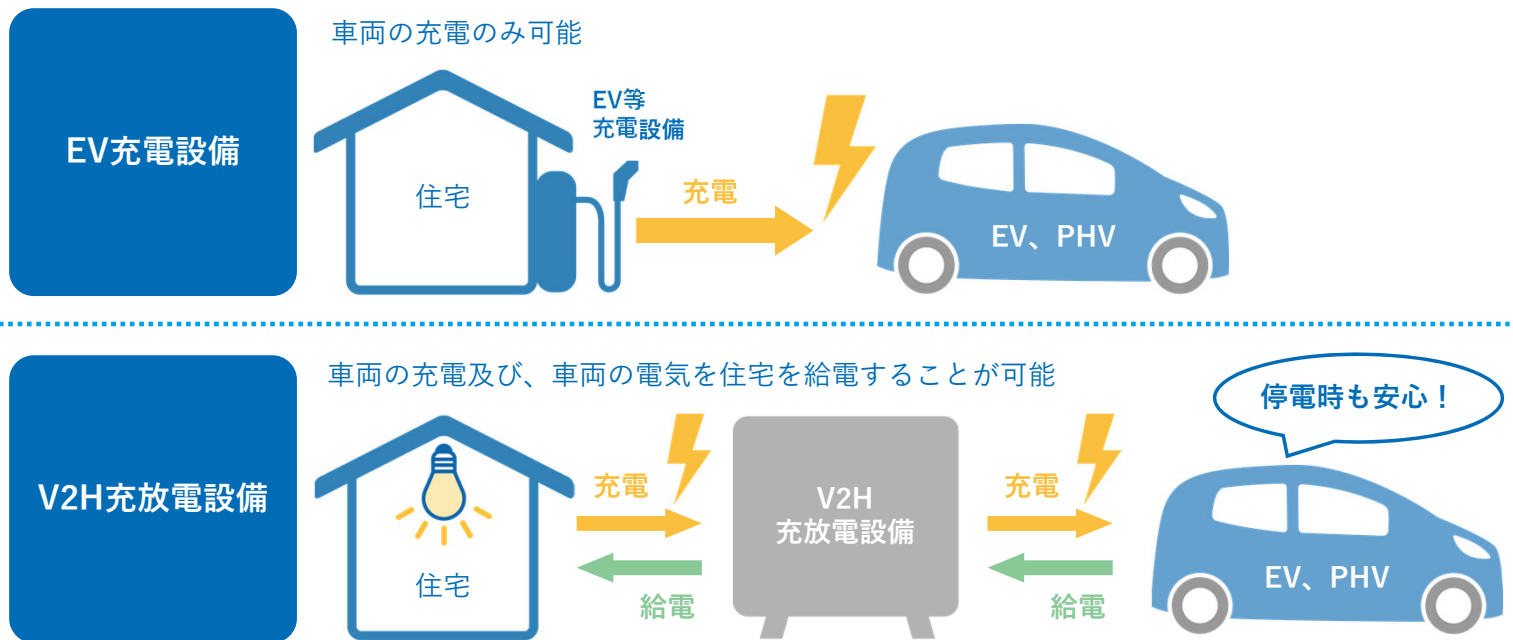 EV充電設備
車両の充電のみ可能
EV等
充電設備
住宅
充電
EV、PHV
V2H充放電設備
車両の充電及び、車両の電気を住宅を給電することが可能
停電時も安心！
住宅
充電
給電
V2H
充放電設備
充電
給電
EV、PHV